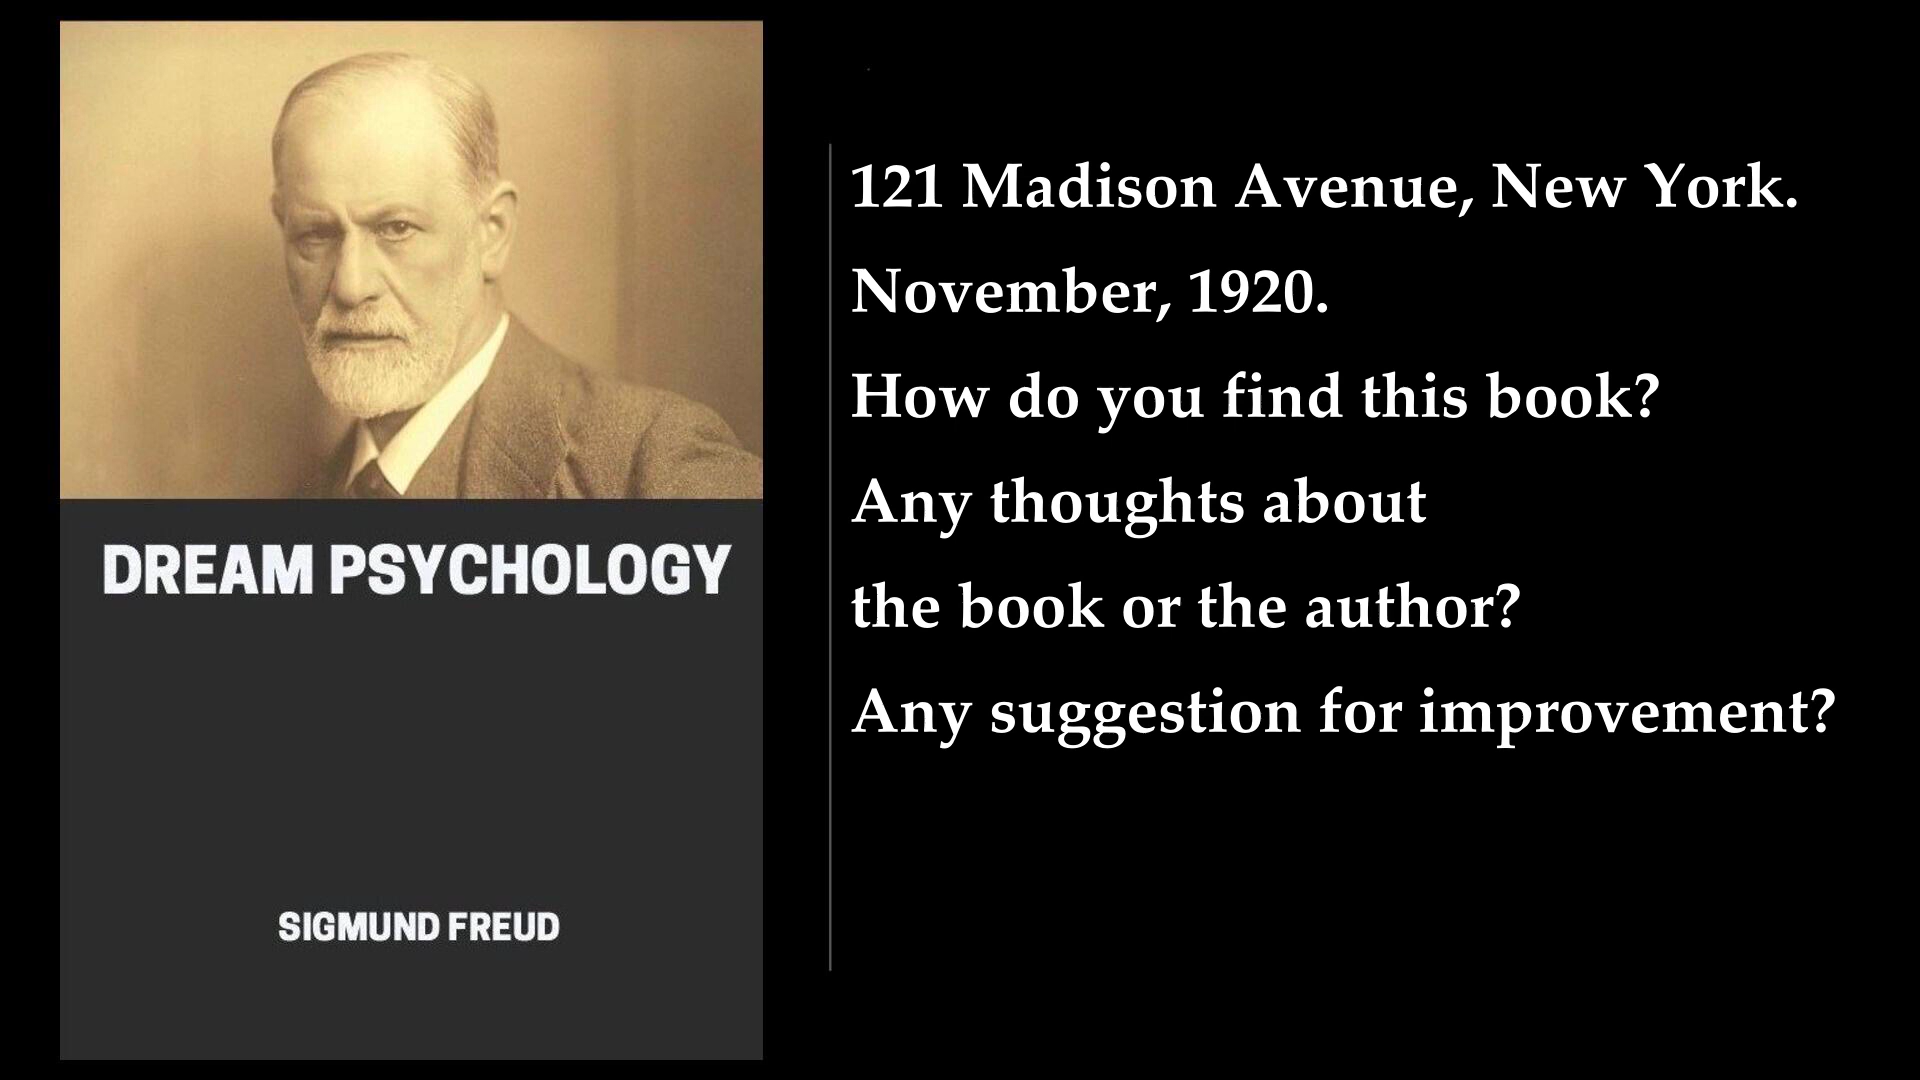 DREAM PSYCHOLOGY
SIGMUND FREUD
121 Madison Avenue, New York.
November, 1920.
How do you find this book?
Any thoughts about
the book or the author?
Any suggestion for improvement?